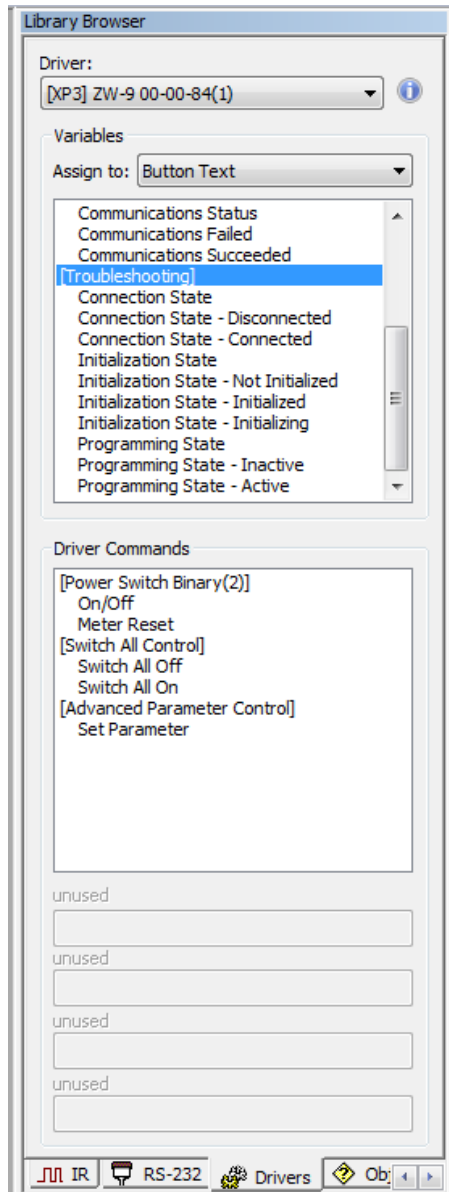 Library Browser
Driver:
[XP3] ZW-9 00-00-84(1)
Variables
Assign to: Button Text
Communications Status
Communications Failed
Communications Succeeded
[Troubleshooting]
Connection State
Connection State - Disconnected
Connection State - Connected
Initialization State
Initialization State - Not Initialized
Initialization State - Initialized
Initialization State - Initializing
Programming State
Programming State - Inactive
Programming State - Active
Driver Commands
[Power Switch Binary(2)]
On/Off
Meter Reset
[Switch All Control]
Switch All Off
Switch All On
[Advanced Parameter Control]
Set Parameter
unused
unused
unused
unused
IR RS-232 Drivers Obj